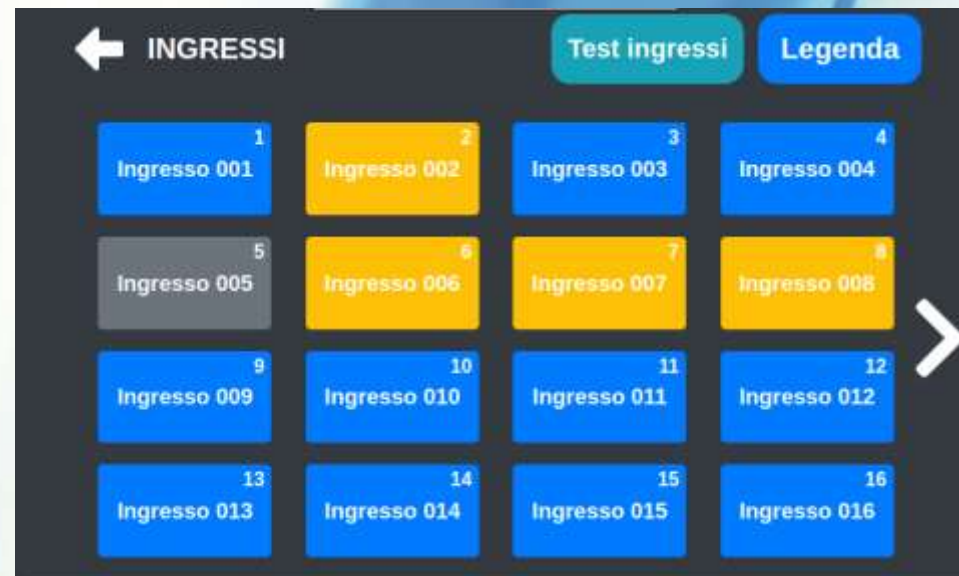 INGRESSI
Test ingressi
Legenda
1
2
3
4
Ingresso 001
Ingresso 002
Ingresso 003
Ingresso 004
5
6
7
8
Ingresso 005
Ingresso 006
Ingresso 007
Ingresso 008
9
10
11
12
Ingresso 009
Ingresso 010
Ingresso 011
Ingresso 012
13
14
15
16
Ingresso 013
Ingresso 014
Ingresso 015
Ingresso 016